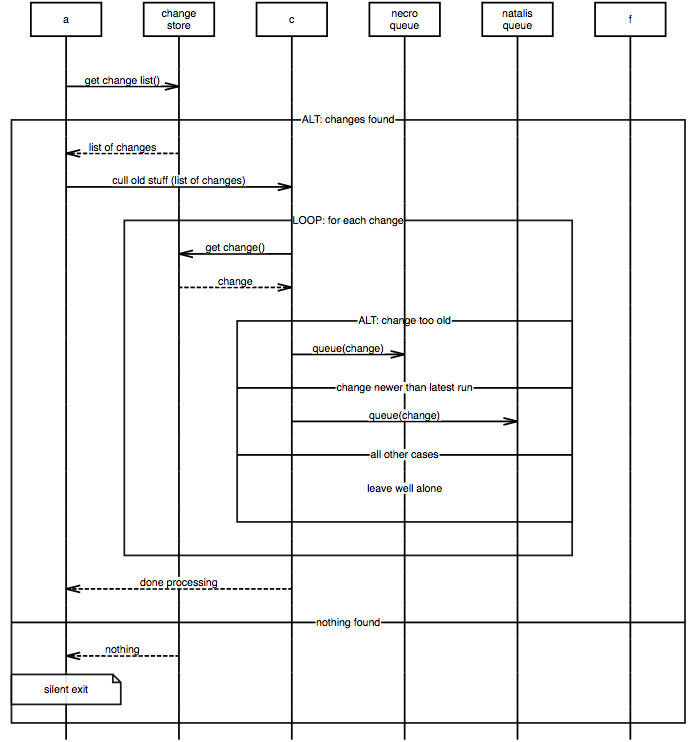 a
change
store
c
necro
queue
natalis
queue
f
get change list()
ALT: changes found
list of changes
cull old stuff (list of changes)
LOOP: for each change
get change()
change
ALT: change too old
queue(change)
change newer than latest run
queue(change)
all other cases
leave well alone
done processing
nothing found
nothing
silent exit